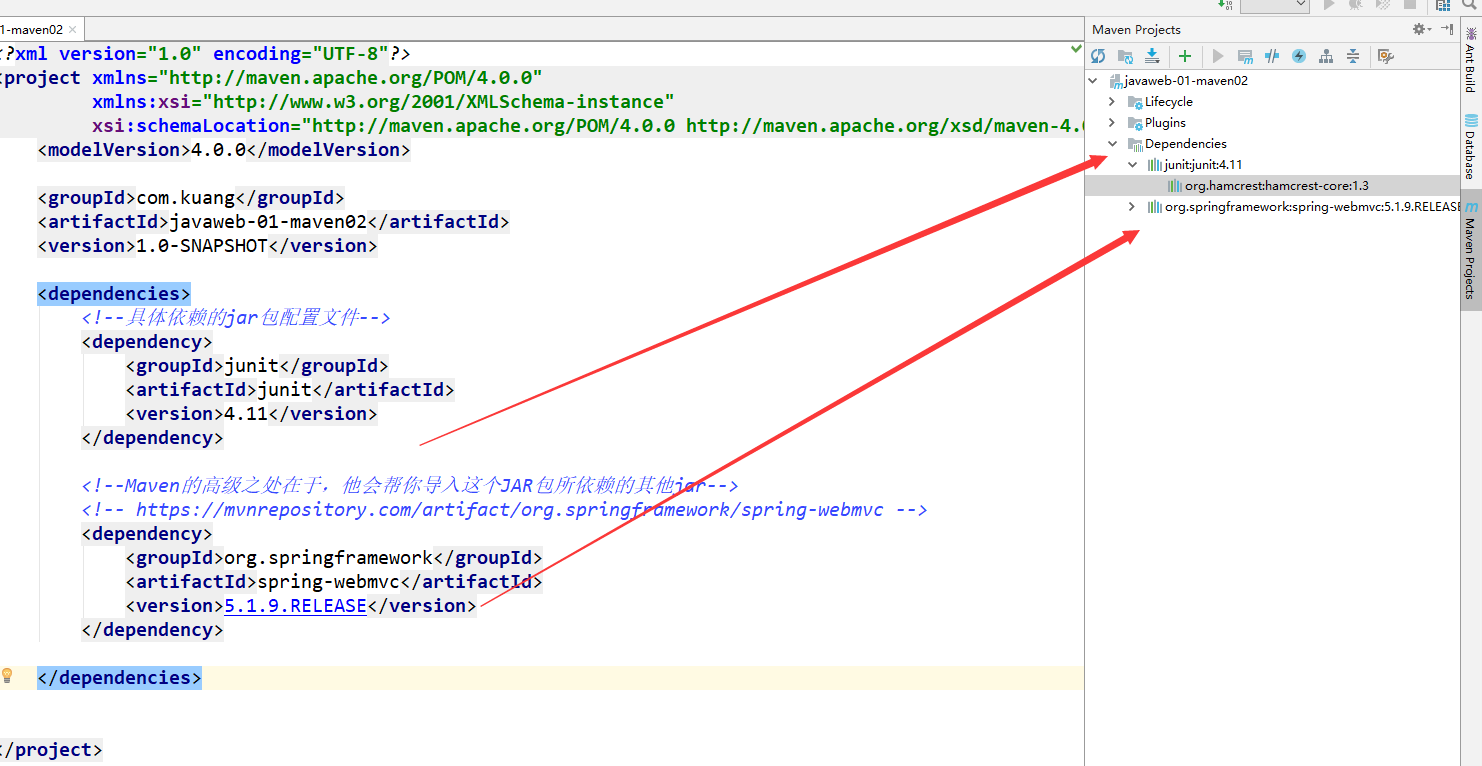 1-maven02
<?xml version="1.0" encoding="UTF-8"?>
<project xmlns="http://maven.apache.org/POM/4.0.0"
xmlns:xsi="http://www.w3.org/2001/XMLSchema-instance"
xsi:schemaLocation="http://maven.apache.org/POM/4.0.0 http://maven.apache.org/xsd/maven-4.0
<modelVersion>4.0.0</modelVersion>
<groupId>com.kuang</groupId>
<artifactId>javaweb-01-maven02</artifactId>
<version>1.0-SNAPSHOT</version>
<dependencies>
<!--具体依赖的jar包配置文件-->
<dependency>
<groupId>junit</groupId>
<artifactId>junit</artifactId>
<version>4.11</version>
</dependency>
<!--Maven的高级之处在于，他会帮你导入这个JAR包所依赖的其他jar-->
<!-- https://mvnrepository.com/artifact/org.springframework/spring-webmvc -->
<dependency>
<groupId>org.springframework</groupId>
<artifactId>spring-webmvc</artifactId>
<version>5.1.9.RELEASE</version>
</dependency>
</dependencies>
</project>
Maven Projects
javaweb-01-maven02
Lifecycle
Plugins
Dependencies
junit:junit:4.11
org.hamcrest:hamcrest-core:1.3
org.springframework:spring-webmvc:5.1.9.RELEASE
Ant Build
Database
Maven Projects